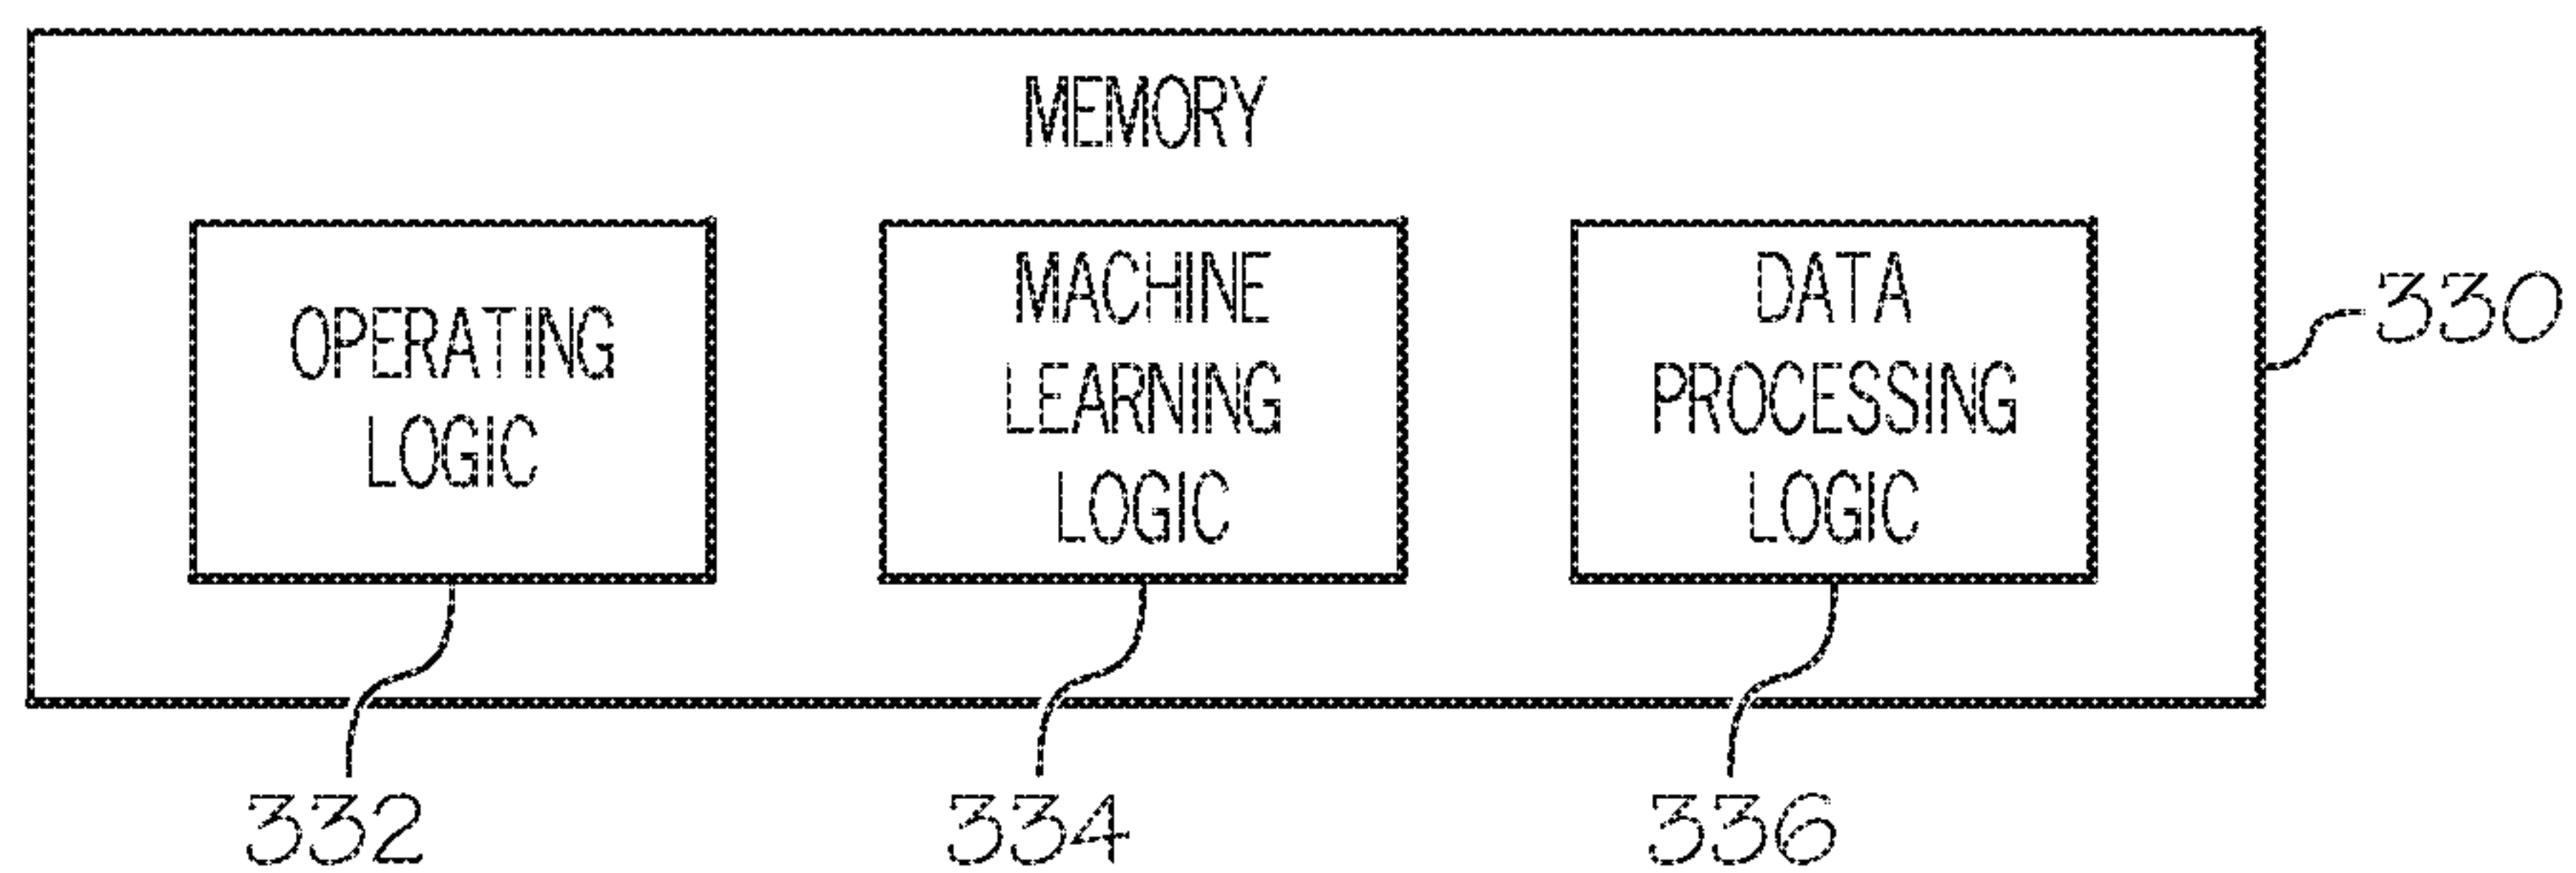 MEMORY
OPERATING
LOGIC
MACHINE
LEARNING
LOGIC
DATA
PROCESSING
LOGIC
330
332
334
336